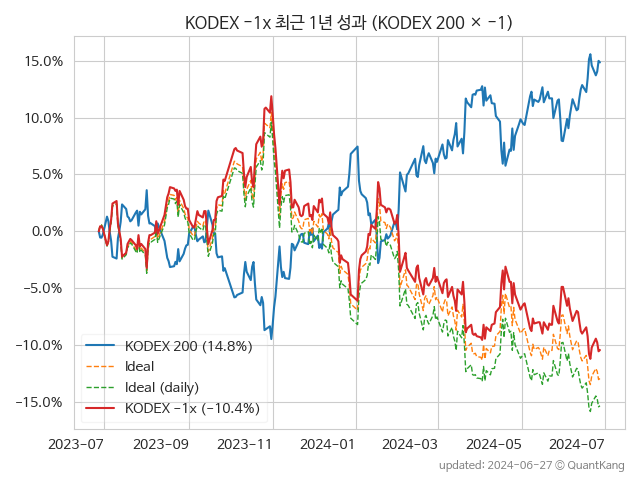 KODEX −1x 최근 1년 성과 (KODEX 200 × −1)
15.0%
10.0%
5.0%
0.0%
−5.0%
−10.0%
−15.0%
KODEX 200 (14.8%)
Ideal
Ideal (daily)
KODEX −1x (−10.4%)
2023-07 2023-09 2023-11 2024-01 2024-03 2024-05 2024-07
updated: 2024-06-27 ⓒ QuantKang